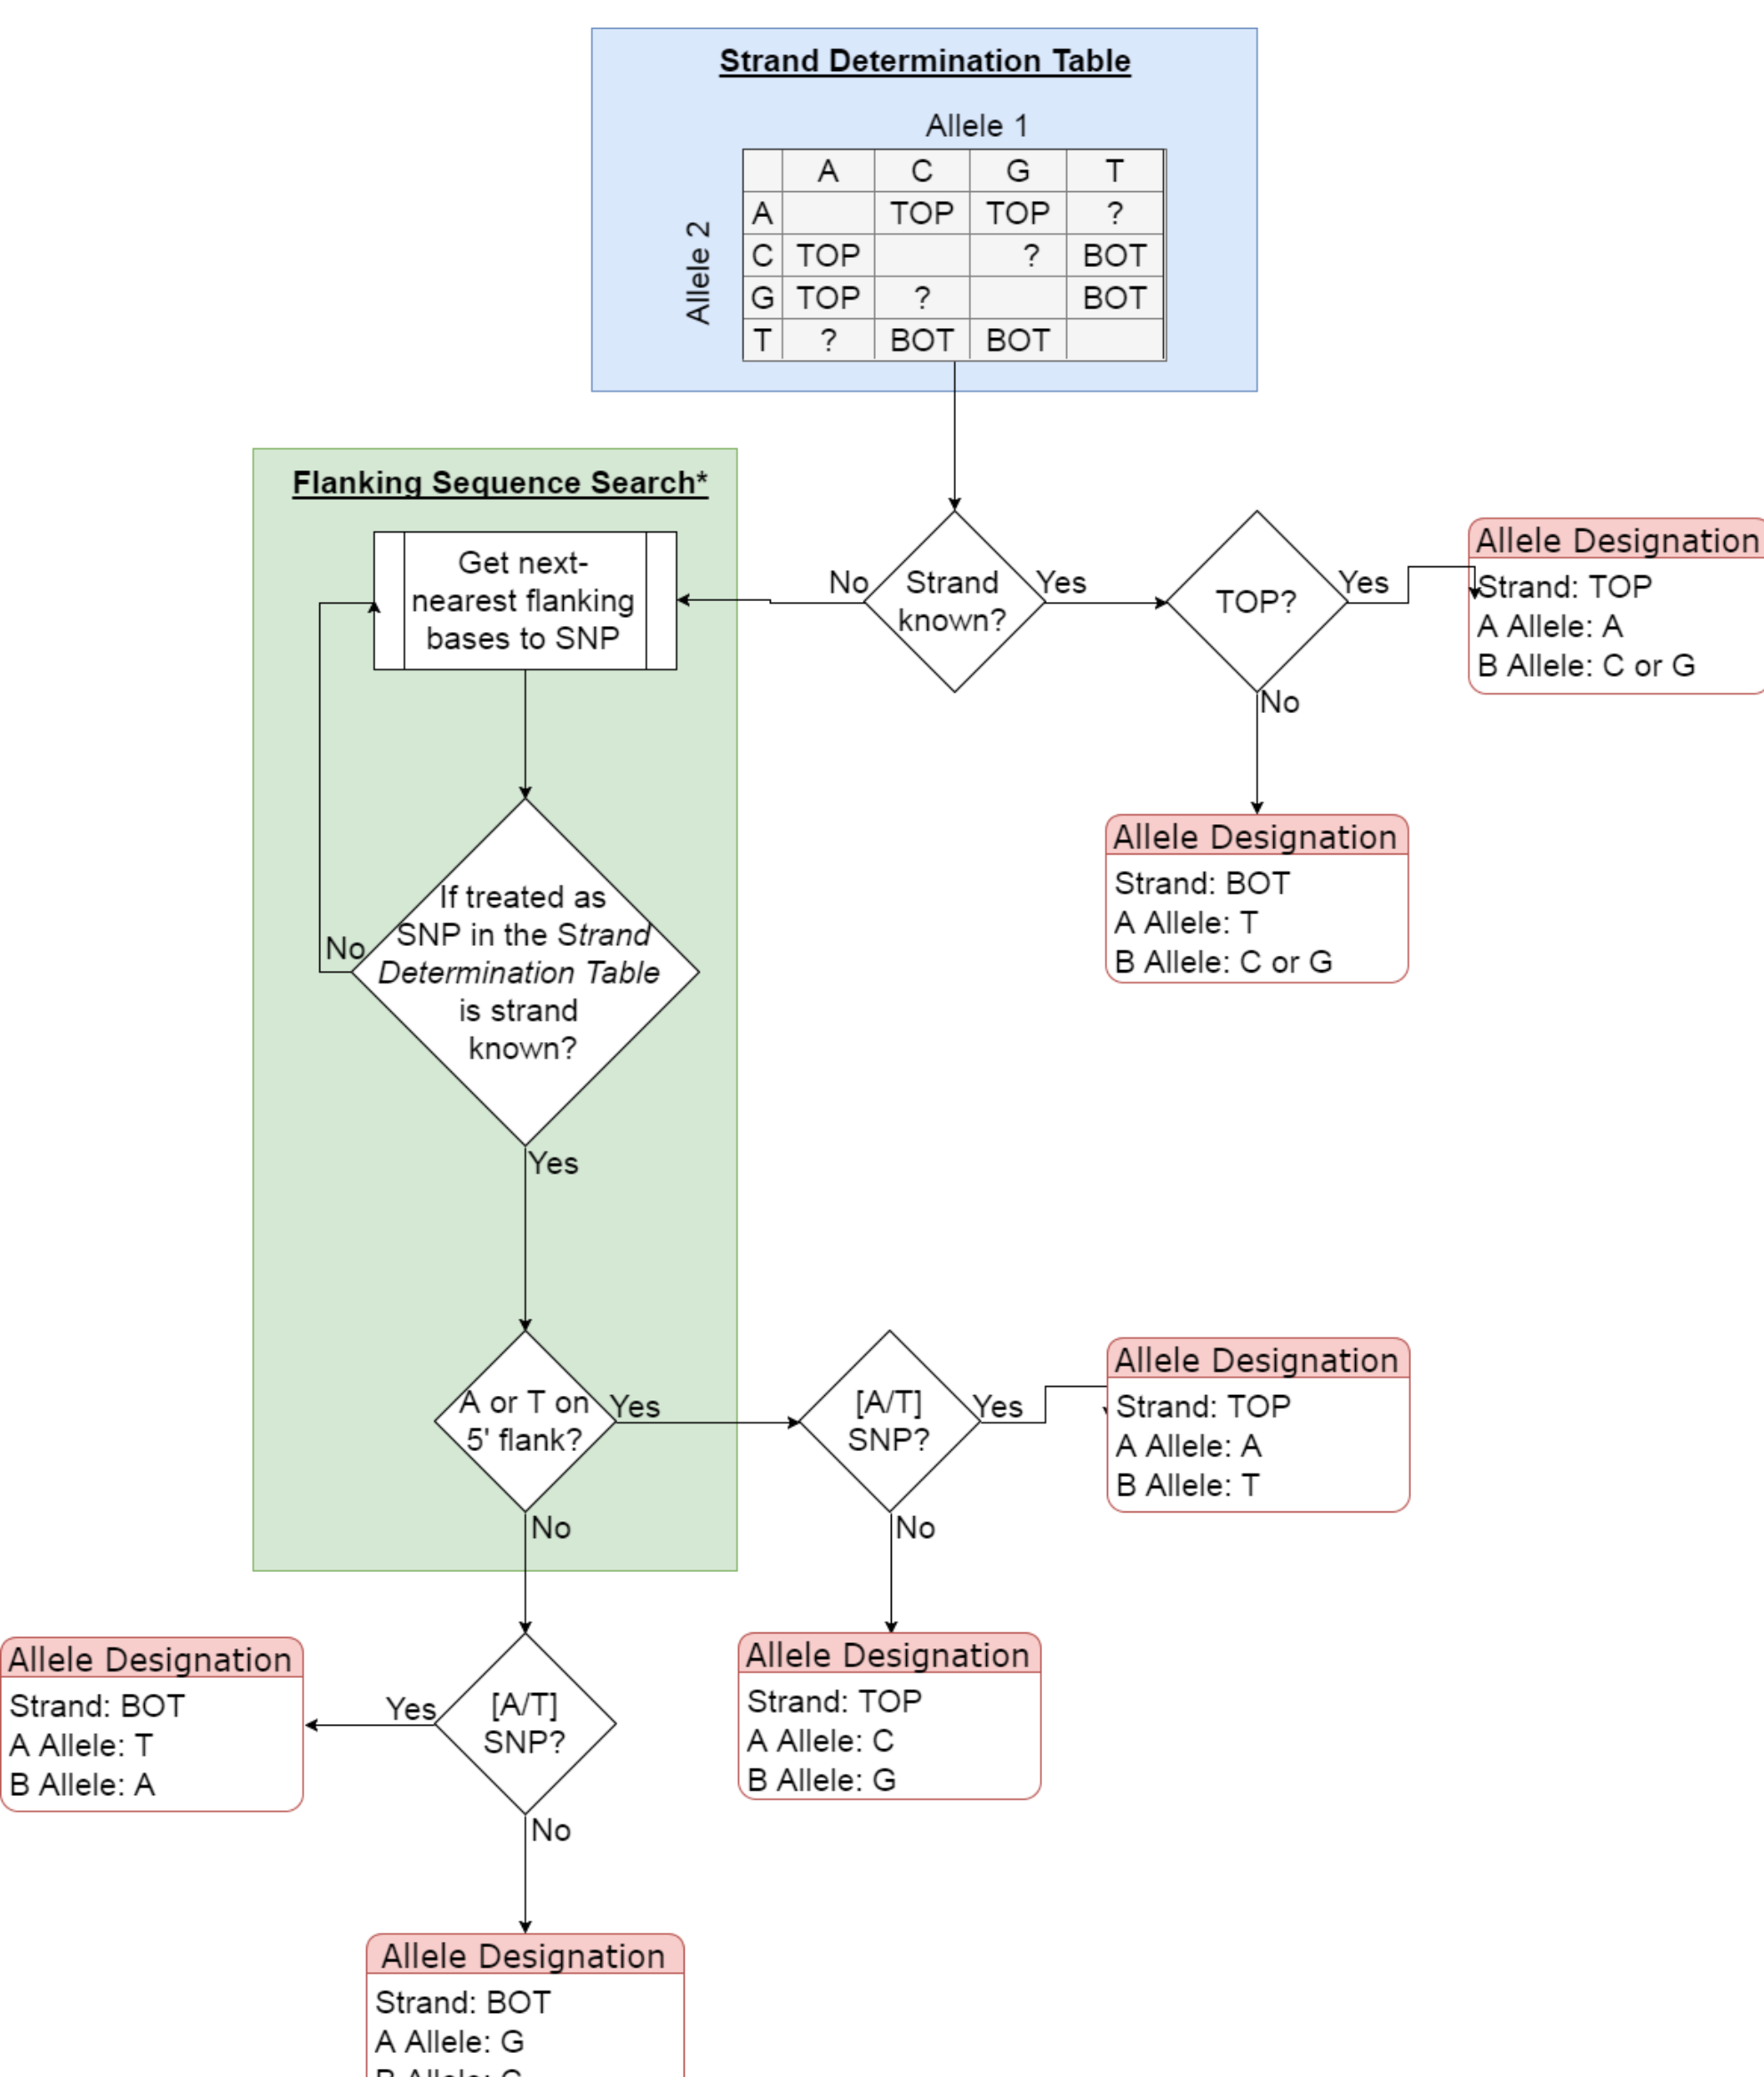 Strand Determination Table
Allele 1
Allele 2
A C G T
A TOP TOP ?
C TOP ? BOT
G TOP ? BOT
T ? BOT BOT
Flanking Sequence Search*
Get next-
nearest flanking
bases to SNP
No
Strand
known?
Yes
TOP?
Yes
Allele Designation
Strand: TOP
A Allele: A
B Allele: C or G
No
Allele Designation
Strand: BOT
A Allele: T
B Allele: C or G
If treated as
SNP in the Strand
Determination Table
is strand
known?
No
Yes
A or T on
5' flank?
Yes
[A/T]
SNP?
Yes
Allele Designation
Strand: TOP
A Allele: A
B Allele: T
No
No
Allele Designation
Strand: TOP
A Allele: C
B Allele: G
[A/T]
SNP?
Yes
Allele Designation
Strand: BOT
A Allele: T
B Allele: A
No
Allele Designation
Strand: BOT
A Allele: G
B Allele: